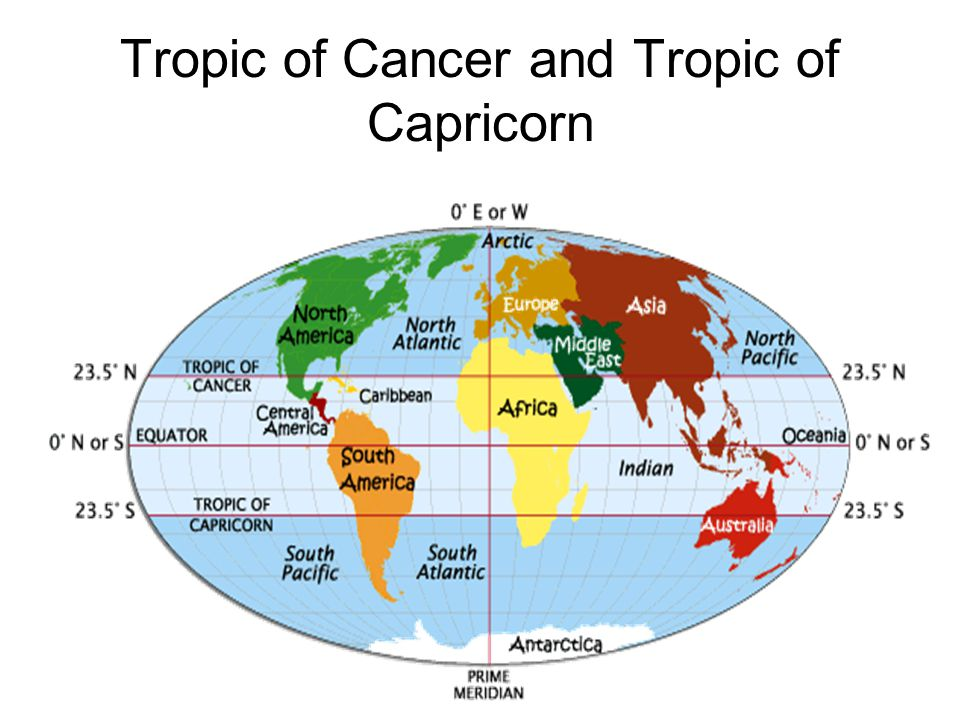 Tropic of Cancer and Tropic of
Capricorn
0° E or W
Arctic
North
America
Europe
Asia
North
Atlantic
North
Pacific
Middle
East
23.5° N
TROPIC OF
CANCER
23.5° N
Caribbean
Africa
Central
America
0° N or S
EQUATOR
Oceania
0° N or S
South
America
Indian
23.5° S
TROPIC OF
CAPRICORN
Australia
23.5° S
South
Pacific
South
Atlantic
Antarctica
PRIME
MERIDIAN